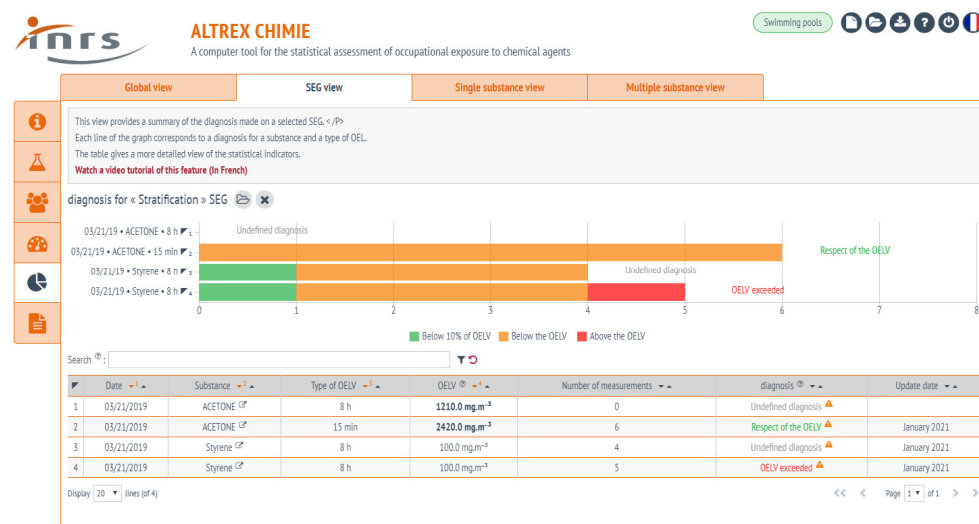 inrs
ALTREX CHIMIE
A computer tool for the statistical assessment of occupational exposure to chemical agents
Swimming pools
Global view SEG view Single substance view Multiple substance view
This view provides a summary of the diagnosis made on a selected SEG. < /P>
Each line of the graph corresponds to a diagnosis for a substance and a type of OEL.
The table gives a more detailed view of the statistical indicators.
Watch a video tutorial of this feature (In French)
diagnosis for « Stratification » SEG
03/21/19 • ACETONE • 8 h 1 Undefined diagnosis
03/21/19 • ACETONE • 15 min 2 Respect of the OELV
03/21/19 • Styrene • 8 h 3 Undefined diagnosis
03/21/19 • Styrene • 8 h 4 OELV exceeded
0 1 2 3 4 5 6 7 8
Below 10% of OELV Below the OELV Above the OELV
Search ? :
Date 1 Substance 2 Type of OELV 3 OELV ? 4 Number of measurements diagnosis ? Update date
1 03/21/2019 ACETONE 8 h 1210.0 mg.m⁻³ 0 Undefined diagnosis
2 03/21/2019 ACETONE 15 min 2420.0 mg.m⁻³ 6 Respect of the OELV January 2021
3 03/21/2019 Styrene 8 h 100.0 mg.m⁻³ 4 Undefined diagnosis January 2021
4 03/21/2019 Styrene 8 h 100.0 mg.m⁻³ 5 OELV exceeded January 2021
Display 20 lines (of 4) << < Page 1 of 1 > >